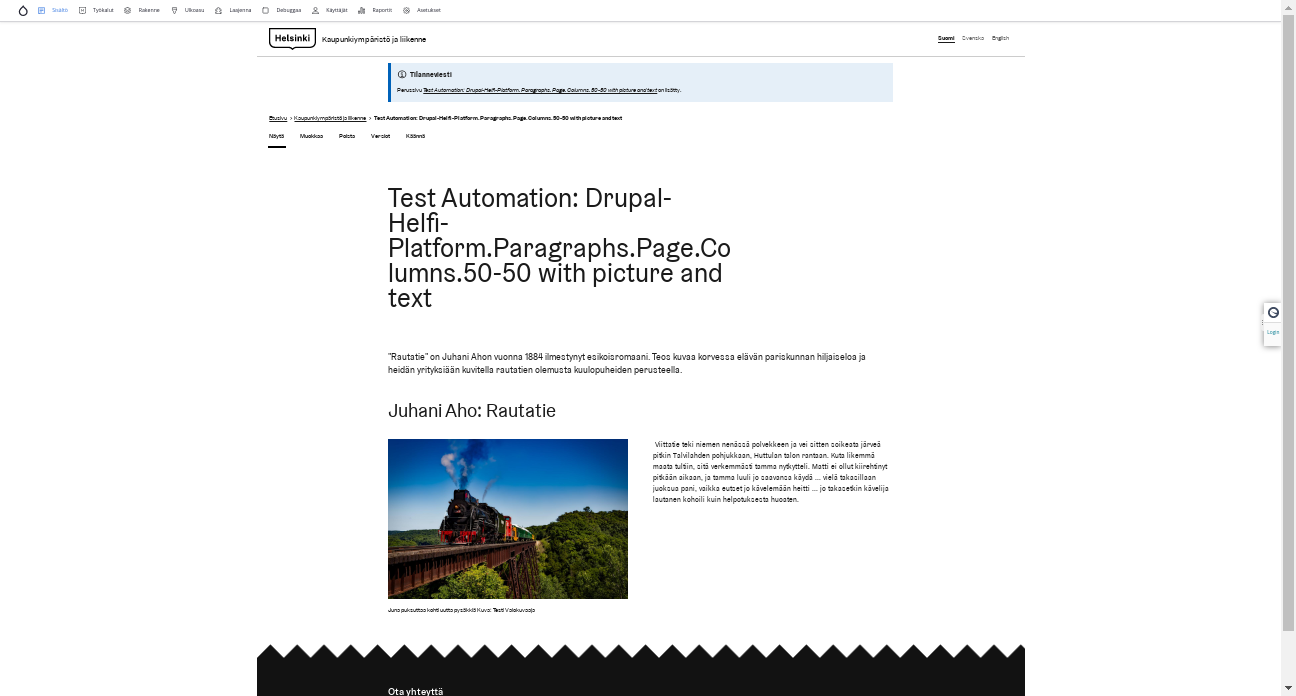 Sisältö Työkalut Rakenne Ulkoasu Laajenna Debuggaa Käyttäjät Raportit Asetukset
Helsinki Kaupunkiympäristö ja liikenne
Suomi Svenska English
Tilanneviesti
Perussivu Test Automation: Drupal-Helfi-Platform.Paragraphs.Page.Columns.50-50 with picture and text on lisätty.
Etusivu > Kaupunkiympäristö ja liikenne > Test Automation: Drupal-Helfi-Platform.Paragraphs.Page.Columns.50-50 with picture and text
Näytä Muokkaa Poista Versiot Käännä
Test Automation: Drupal-
Helfi-
Platform.Paragraphs.Page.Co
lumns.50-50 with picture and
text
Login
"Rautatie" on Juhani Ahon vuonna 1884 ilmestynyt esikoisromaani. Teos kuvaa korvessa elävän pariskunnan hiljaiseloa ja
heidän yrityksiään kuvitella rautatien olemusta kuulopuheiden perusteella.
Juhani Aho: Rautatie
Viittatie teki niemen nenässä polvekkeen ja vei sitten soikeata järveä
pitkin Talvilahden pohjukkaan, Huttulan talon rantaan. Kuta likemmä
maata tultiin, sitä verkemmästi tamma nytkytteli. Matti ei ollut kiirehtinyt
pitkään aikaan, ja tamma luuli jo saavansa käydä ... vielä takasillaan
juoksua pani, vaikka eutset jo kävelemään heitti ... jo takasetkin kävelijä
lautanen kohoili kuin helpotuksesta huoaten.
Juna puksuttaa kohti uutta pysäkkiä Kuva: Testi Valokuvaaja
Ota yhteyttä